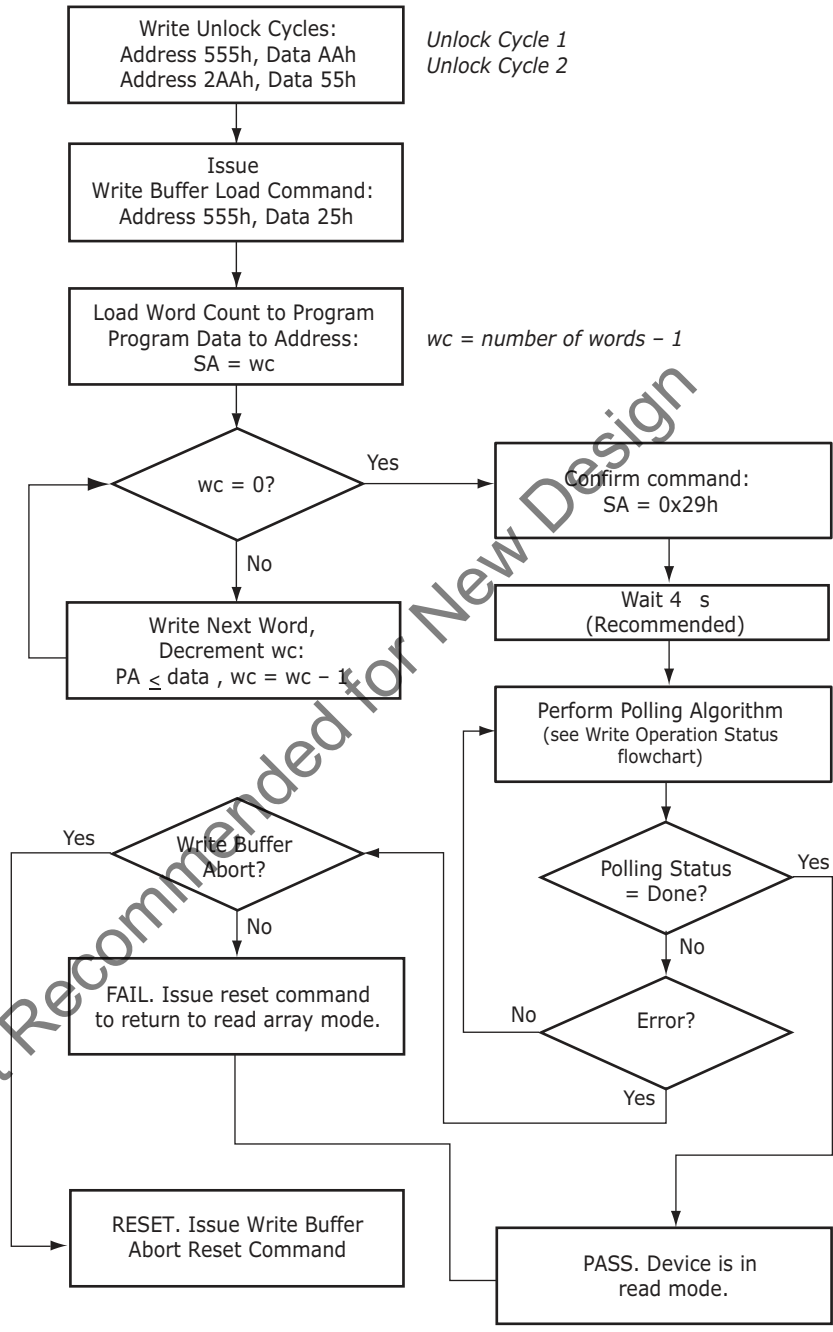 Write Unlock Cycles:
Address 555h, Data AAh
Address 2AAh, Data 55h
Unlock Cycle 1
Unlock Cycle 2
Issue
Write Buffer Load Command:
Address 555h, Data 25h
Load Word Count to Program
Program Data to Address:
SA = wc
wc = number of words – 1
wc = 0?
Yes
No
Confirm command:
SA = 0x29h
Write Next Word,
Decrement wc:
PA ≤ data , wc = wc – 1
Wait 4 s
(Recommended)
Perform Polling Algorithm
(see Write Operation Status
flowchart)
Polling Status
= Done?
Yes
No
Error?
No
Yes
Write Buffer
Abort?
Yes
No
FAIL. Issue reset command
to return to read array mode.
RESET. Issue Write Buffer
Abort Reset Command
PASS. Device is in
read mode.
Recommended for New Design